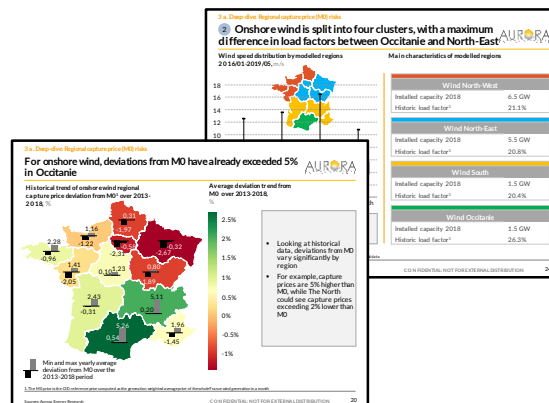 3 a. Deep-dive: Regional capture price (M0) risks
2 Onshore wind is split into four clusters, with a maximum
difference in load factors between Occitanie and North-East
AURORA
Wind speed distribution by modelled regions
2016/01-2019/05, m/s
18
16
14
12
10
Main characteristics of modelled regions
Wind North-West
Installed capacity 2018 6.5 GW
Historic load factor¹ 21.1%
Wind North-East
Installed capacity 2018 5.5 GW
Historic load factor¹ 20.8%
Wind South
Installed capacity 2018 1.5 GW
Historic load factor¹ 20.4%
Wind Occitanie
Installed capacity 2018 1.5 GW
Historic load factor¹ 26.3%
CONFIDENTIAL NOT FOR EXTERNAL DISTRIBUTION
3 a. Deep-dive: Regional capture price (M0) risks
For onshore wind, deviations from M0 have already exceeded 5%
in Occitanie
AURORA
Historical trend of onshore wind regional
capture price deviation from M0¹ over 2013-
2018, %
Average deviation trend from
M0 over 2013-2018,
%
0.31
-1.97
1,16
-1.22
2,28
-0,96
-2,31
-0.32
-2,67
1,41
-2.05
0.10
1.23
0.80
2,43
-0,31
5,11
0.20
5,26
0,54
1,96
-1,45
2.5%
2%
1.5%
1%
0.5%
0%
-0.5%
-1%
Min and max yearly average
deviation from M0 over the
2013-2018 period
• Looking at historical
data, deviations from M0
vary significantly by
region
• For example, capture
prices are 5% higher than
M0, while The North
could see capture prices
exceeding 2% lower than
M0
Sources: Aurora Energy Research
CONFIDENTIAL NOT FOR EXTERNAL DISTRIBUTION
20